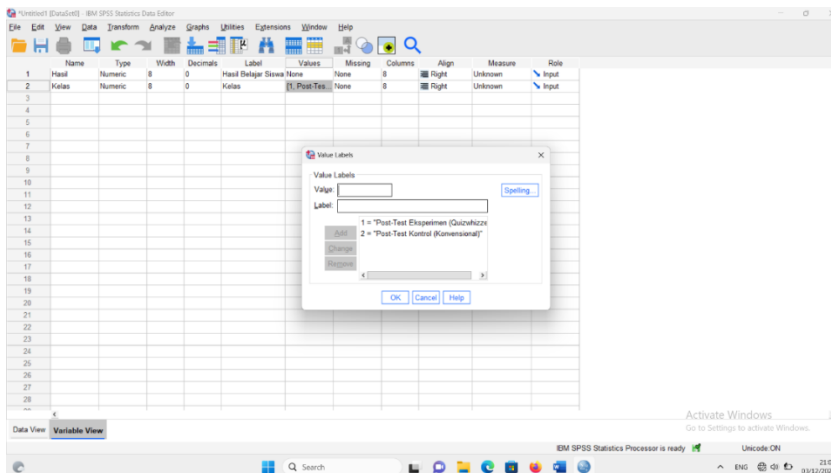 *Untitled1 [DataSet0] - IBM SPSS Statistics Data Editor
File Edit View Data Transform Analyze Graphs Utilities Extensions Window Help
Name Type Width Decimals Label Values Missing Columns Align Measure Role
1 Hasil Numeric 8 0 Hasil Belajar Siswa None None 8 Right Unknown Input
2 Kelas Numeric 8 0 Kelas {1, Post-Tes... None 8 Right Unknown Input
3
4
5
6
7
8
9
10
11
12
13
14
15
16
17
18
19
20
21
22
23
24
25
26
27
28
Value Labels
Value Labels
Value:
Spelling...
Label:
1 = "Post-Test Eksperimen (Quizwhizze
Add
2 = "Post-Test Kontrol (Konvensional)"
Change
Remove
OK Cancel Help
Activate Windows
Go to Settings to activate Windows.
Data View Variable View
IBM SPSS Statistics Processor is ready Unicode:ON
Search
ENG